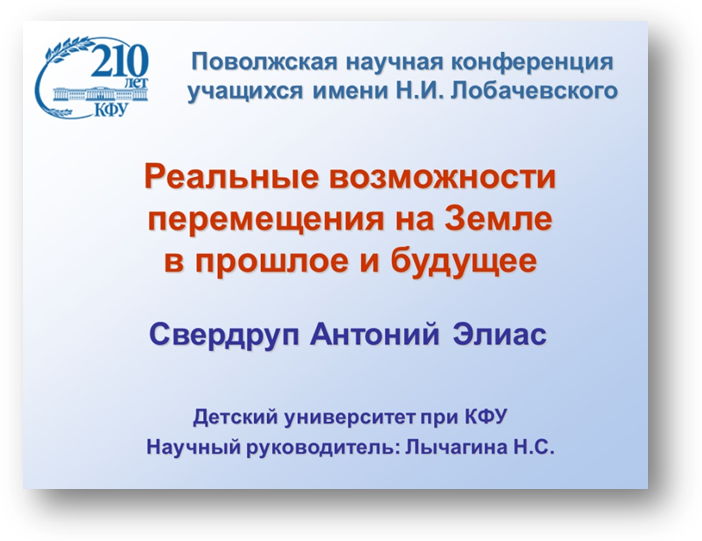 210
лет
КФУ
Поволжская научная конференция
учащихся имени Н.И. Лобачевского
Реальные возможности
перемещения на Земле
в прошлое и будущее
Свердруп Антоний Элиас
Детский университет при КФУ
Научный руководитель: Лычагина Н.С.